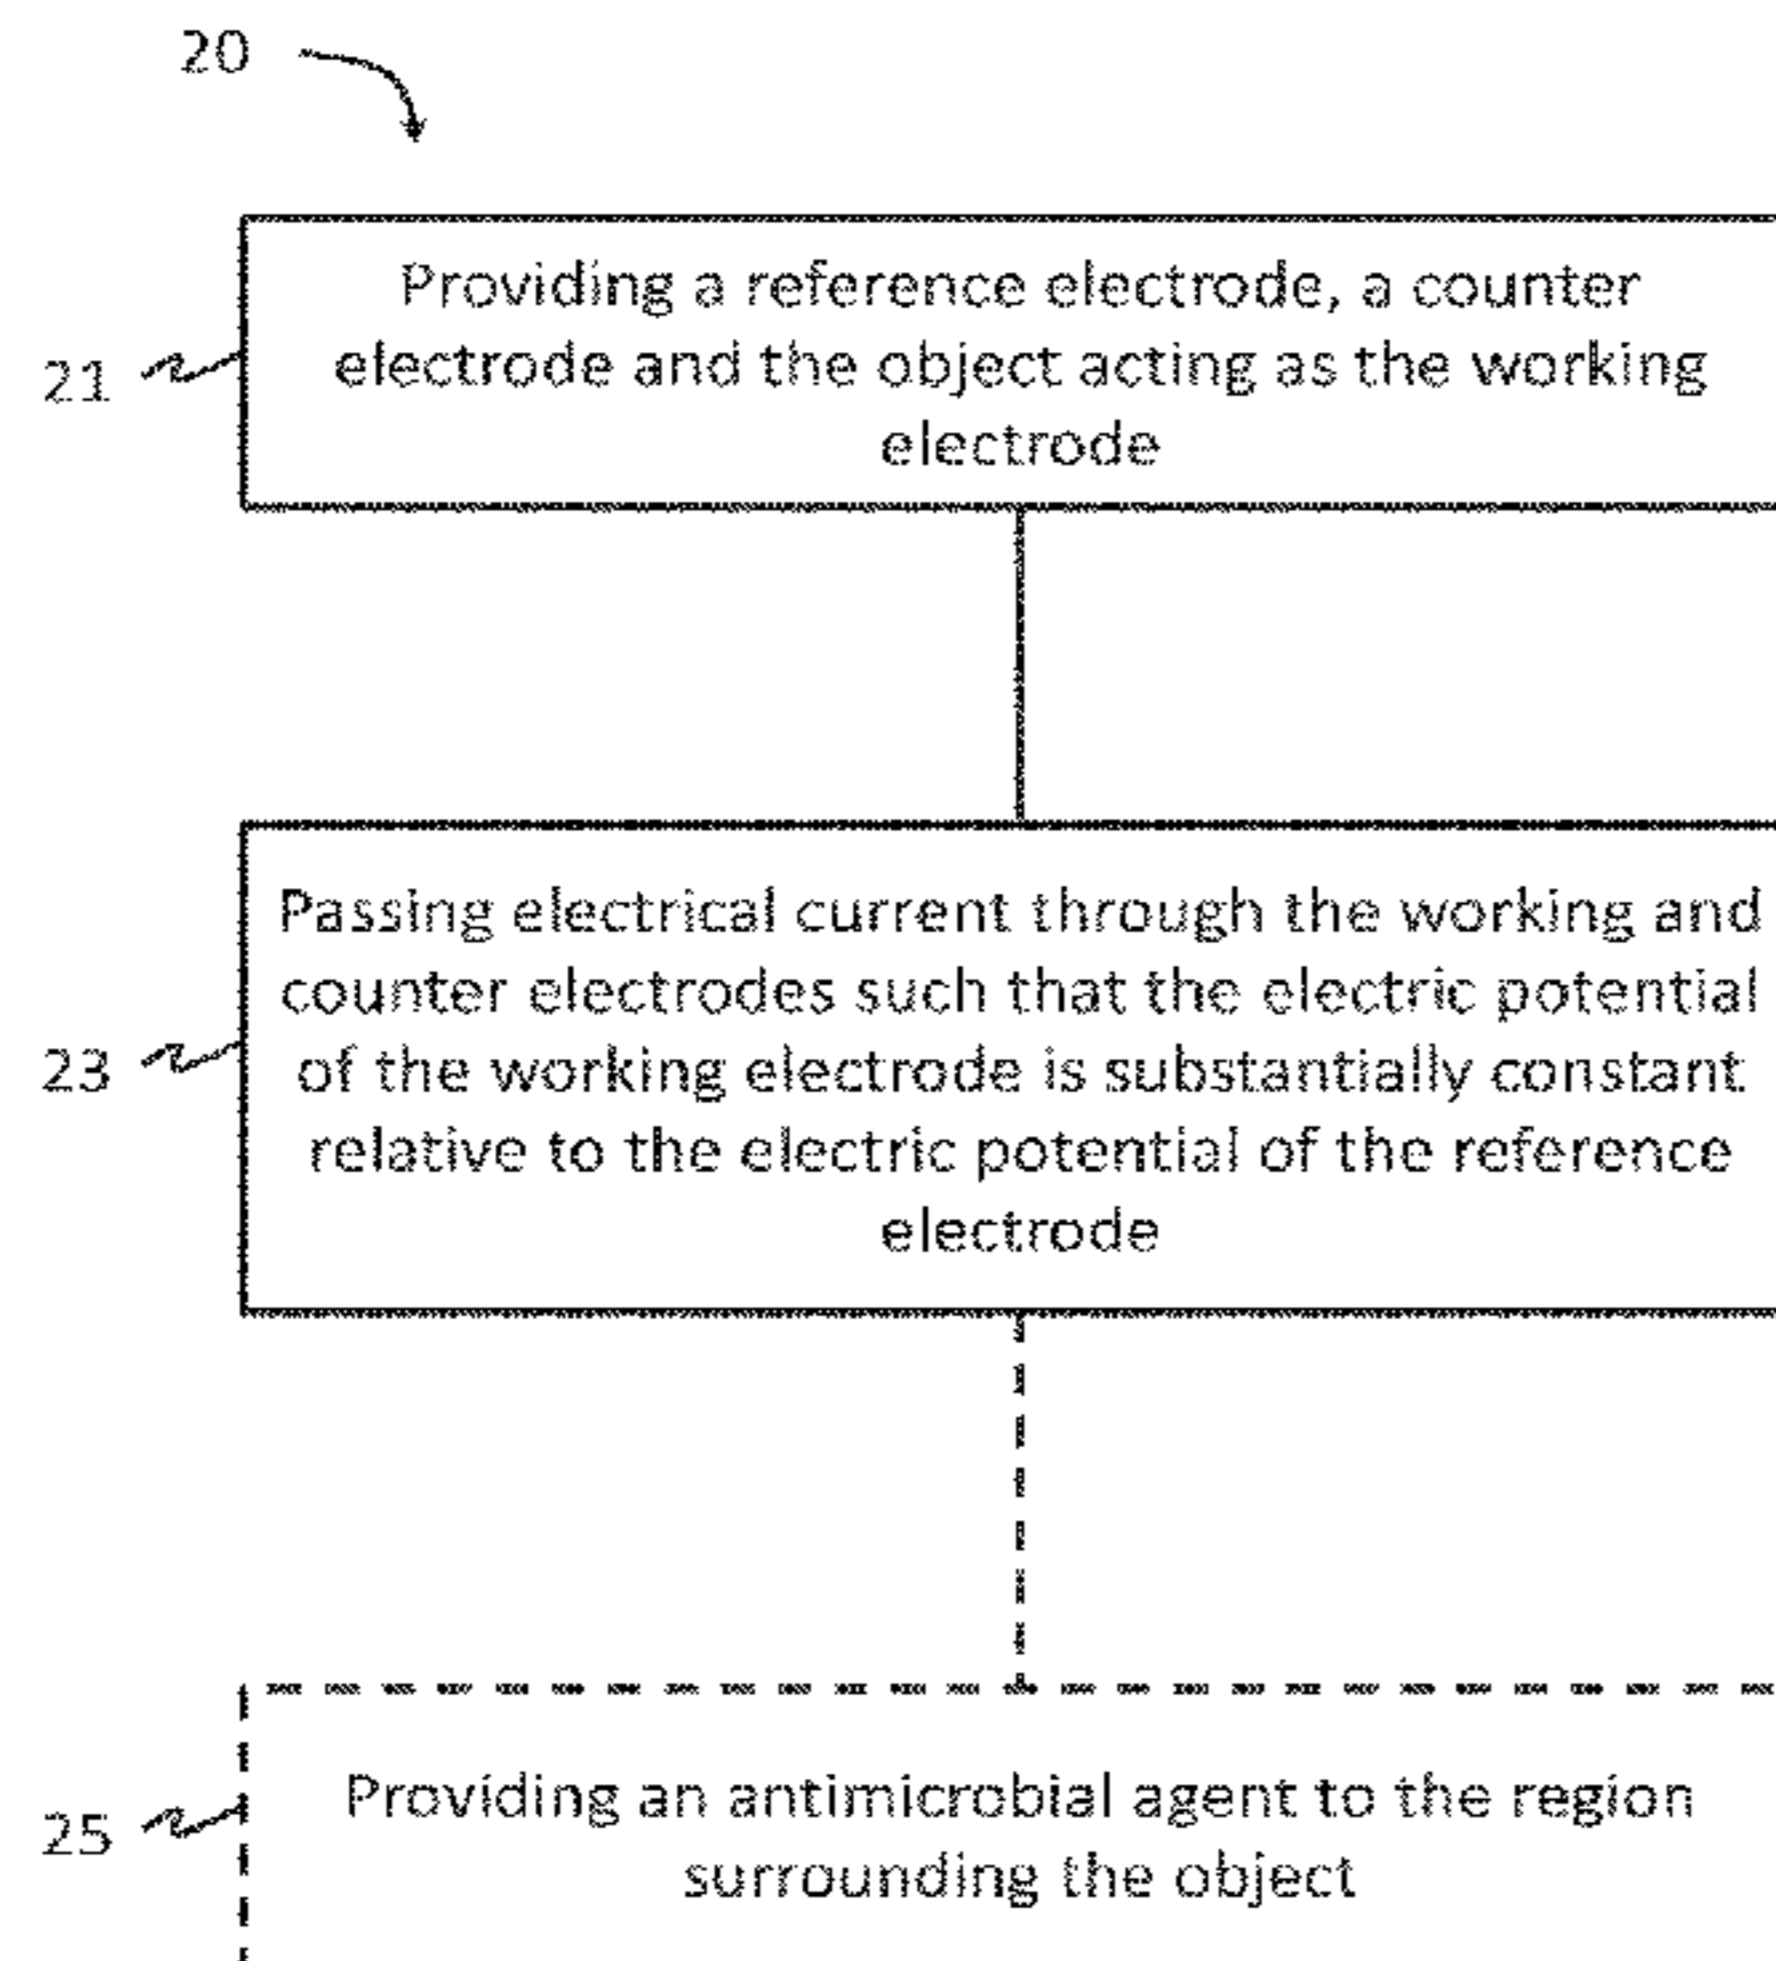 20
Providing a reference electrode, a counter
electrode and the object acting as the working
electrode
21
Passing electrical current through the working and
counter electrodes such that the electric potential
of the working electrode is substantially constant
relative to the electric potential of the reference
electrode
23
Providing an antimicrobial agent to the region
surrounding the object
25